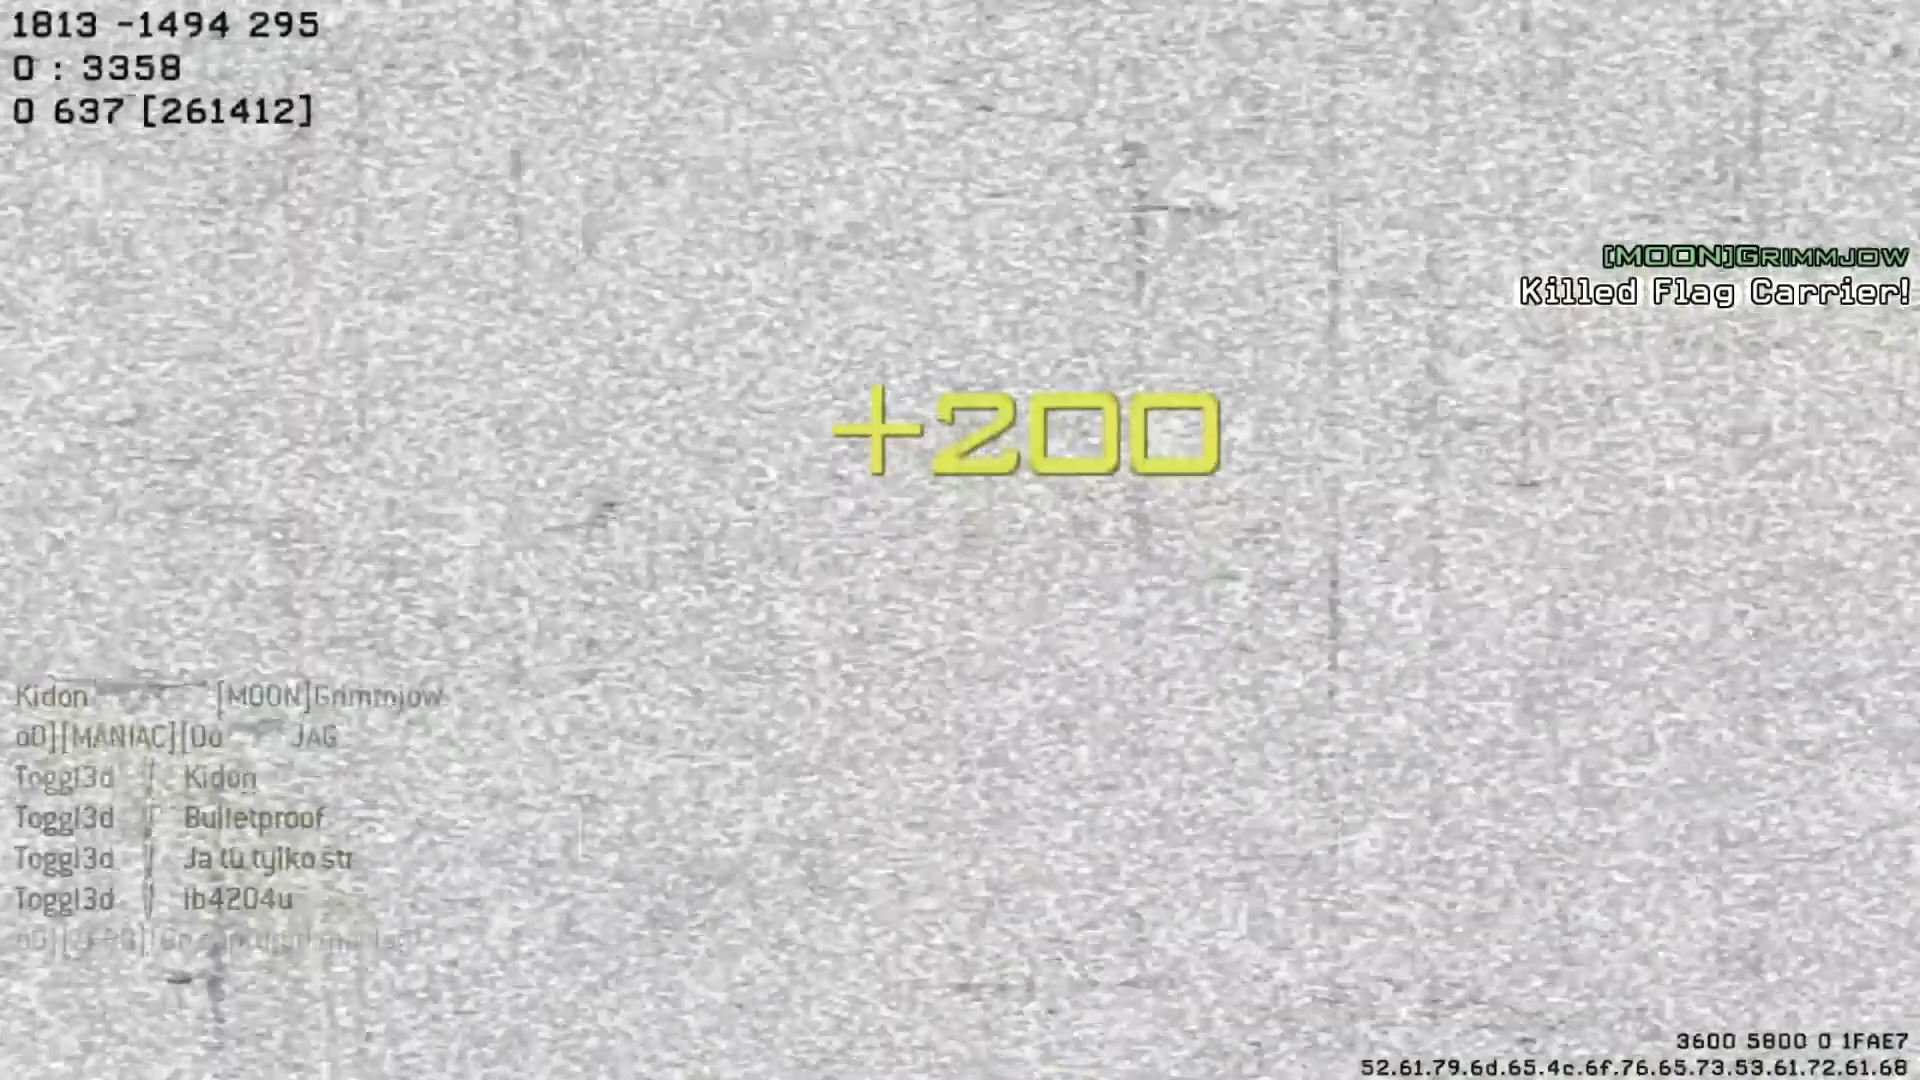 1813 -1494 295
0 : 3358
0 637 [261412]
[MOON]Grimmjow
Killed Flag Carrier!
+200
Kidon [MOON]Grimmjow
oO][MANIAC][Oo JAG
Toggl3d Kidon
Toggl3d Bulletproof
Toggl3d Ja tu tylko str
Toggl3d ib4204u
3600 5800 0 1FAE7
52.61.79.6d.65.4c.6f.76.65.73.53.61.72.61.68